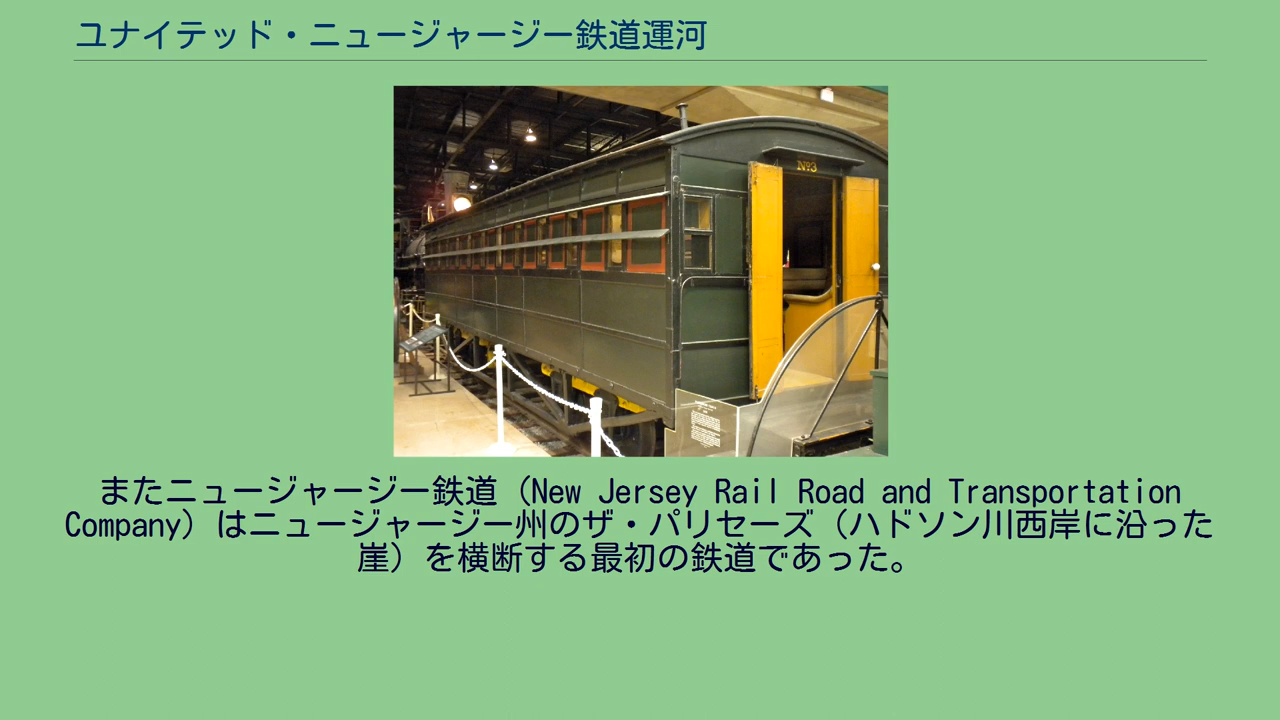 ユナイテッド・ニュージャージー鉄道運河
Nº3
またニュージャージー鉄道（New Jersey Rail Road and Transportation
Company）はニュージャージー州のザ・パリセーズ（ハドソン川西岸に沿った
崖）を横断する最初の鉄道であった。